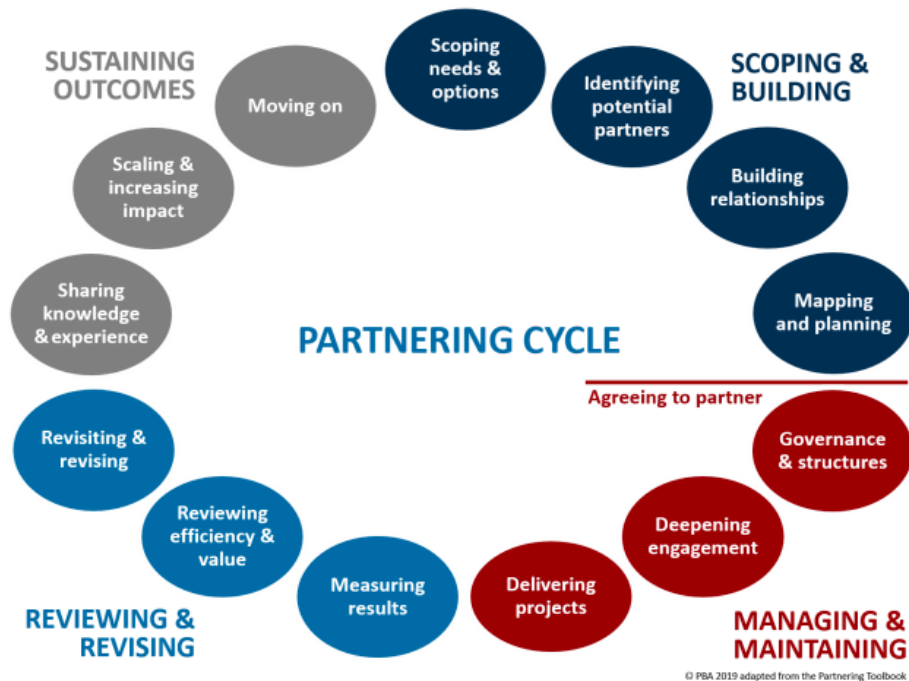 SUSTAINING
OUTCOMES
Moving on
Scoping
needs &
options
Identifying
potential
partners
SCOPING &
BUILDING
Scaling &
increasing
impact
Building
relationships
Sharing
knowledge
& experience
Mapping
and planning
PARTNERING CYCLE
Agreeing to partner
Revisiting &
revising
Governance
& structures
Reviewing
efficiency &
value
Deepening
engagement
Measuring
results
Delivering
projects
REVIEWING &
REVISING
MANAGING &
MAINTAINING
© PBA 2019 adapted from the Partnering Toolbook